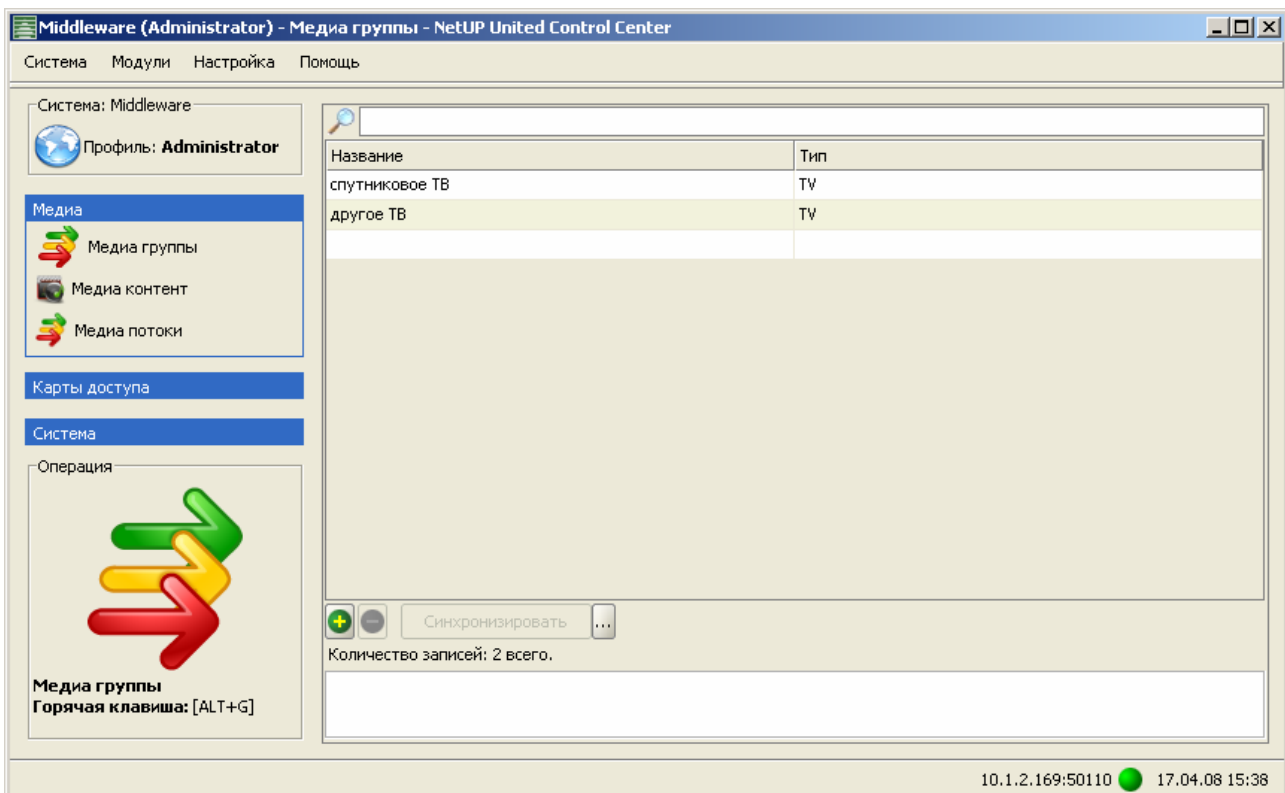 Middleware (Administrator) - Медиа группы - NetUP United Control Center
Система Модули Настройка Помощь
Система: Middleware
Профиль: Administrator
Медиа
Медиа группы
Медиа контент
Медиа потоки
Карты доступа
Система
Операция
Медиа группы
Горячая клавиша: [ALT+G]
Название Тип
спутниковое ТВ TV
другое ТВ TV
Синхронизировать ...
Количество записей: 2 всего.
10.1.2.169:50110 17.04.08 15:38